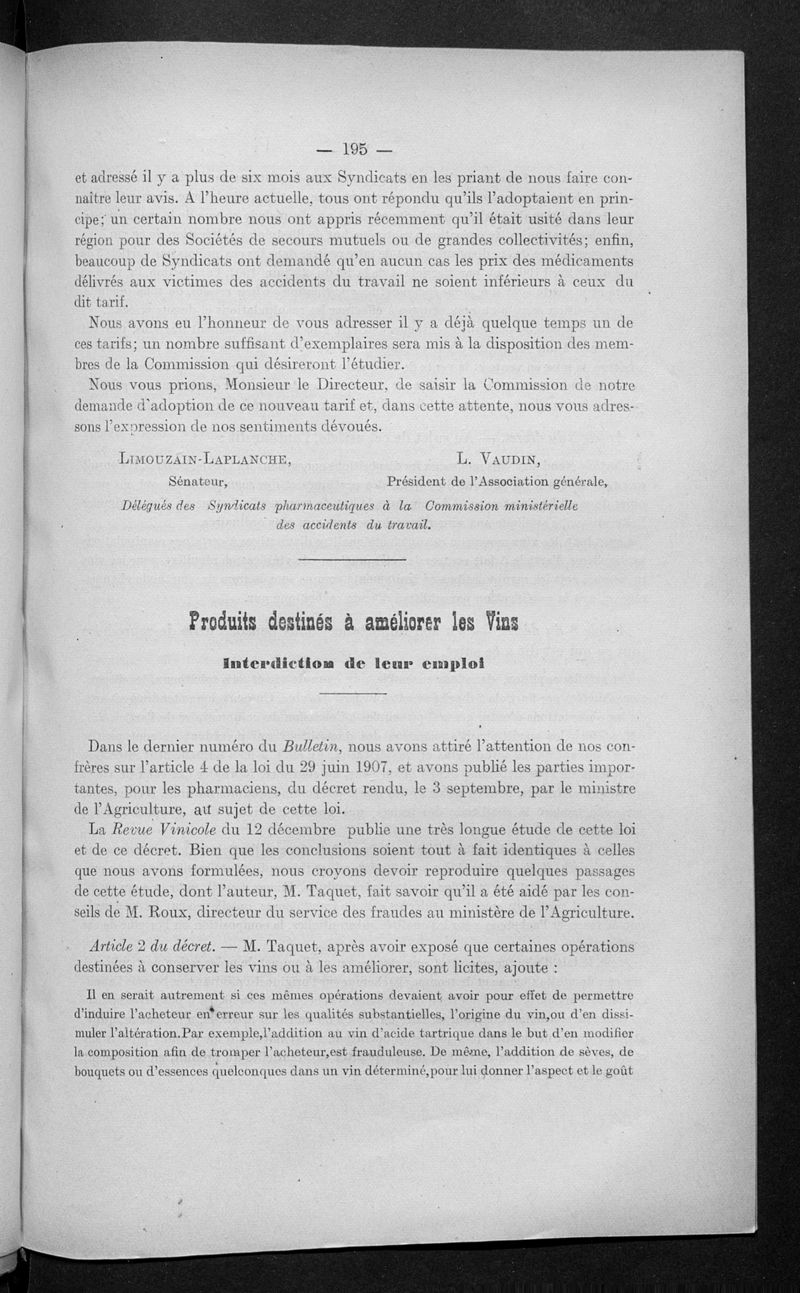 — 195 —
et adressé il y a plus de six mois aux Syndicats en les priant de nous faire con-
naître leur avis. A l'heure actuelle, tous ont répondu qu'ils l'adoptaient en prin-
cipe; un certain nombre nous ont appris récemment qu'il était usité dans leur
région pour des Sociétés de secours mutuels ou de grandes collectivités; enfin,
beaucoup de Syndicats ont demandé qu'en aucun cas les prix des médicaments
délivrés aux victimes des accidents du travail ne soient inférieurs à ceux du
dit tarif.
Nous avons eu l'honneur de vous adresser il y a déjà quelque temps un de
ces tarifs; un nombre suffisant d'exemplaires sera mis à la disposition des mem-
bres de la Commission qui désireront l'étudier.
Nous vous prions, Monsieur le Directeur, de saisir la Commission de notre
demande d'adoption de ce nouveau tarif et, dans cette attente, nous vous adres-
sons l'expression de nos sentiments dévoués.
LIMOUZAIN-LAPLANCHE, L. VAUDIN,
Sénateur, Président de l'Association générale,
Délégués des Syndicats pharmaceutiques à la Commission ministérielle
des accidents du travail.
Produits destinés à améliorer les Vins
Interdiction de leur emploi
Dans le dernier numéro du Bulletin, nous avons attiré l'attention de nos con-
frères sur l'article 4 de la loi du 29 juin 1907, et avons publié les parties impor-
tantes, pour les pharmaciens, du décret rendu, le 3 septembre, par le ministre
de l'Agriculture, au sujet de cette loi.
La Revue Vinicole du 12 décembre publie une très longue étude de cette loi
et de ce décret. Bien que les conclusions soient tout à fait identiques à celles
que nous avons formulées, nous croyons devoir reproduire quelques passages
de cette étude, dont l'auteur, M. Taquet, fait savoir qu'il a été aidé par les con-
seils de M. Roux, directeur du service des fraudes au ministère de l'Agriculture.
Article 2 du décret. — M. Taquet, après avoir exposé que certaines opérations
destinées à conserver les vins ou à les améliorer, sont licites, ajoute :
Il en serait autrement si ces mêmes opérations devaient avoir pour effet de permettre
d'induire l'acheteur en erreur sur les qualités substantielles, l'origine du vin,ou d'en dissi-
muler l'altération.Par exemple,l'addition au vin d'acide tartrique dans le but d'en modifier
la composition afin de tromper l'acheteur,est frauduleuse. De même, l'addition de sèves, de
bouquets ou d'essences quelconques dans un vin déterminé,pour lui donner l'aspect et le goût